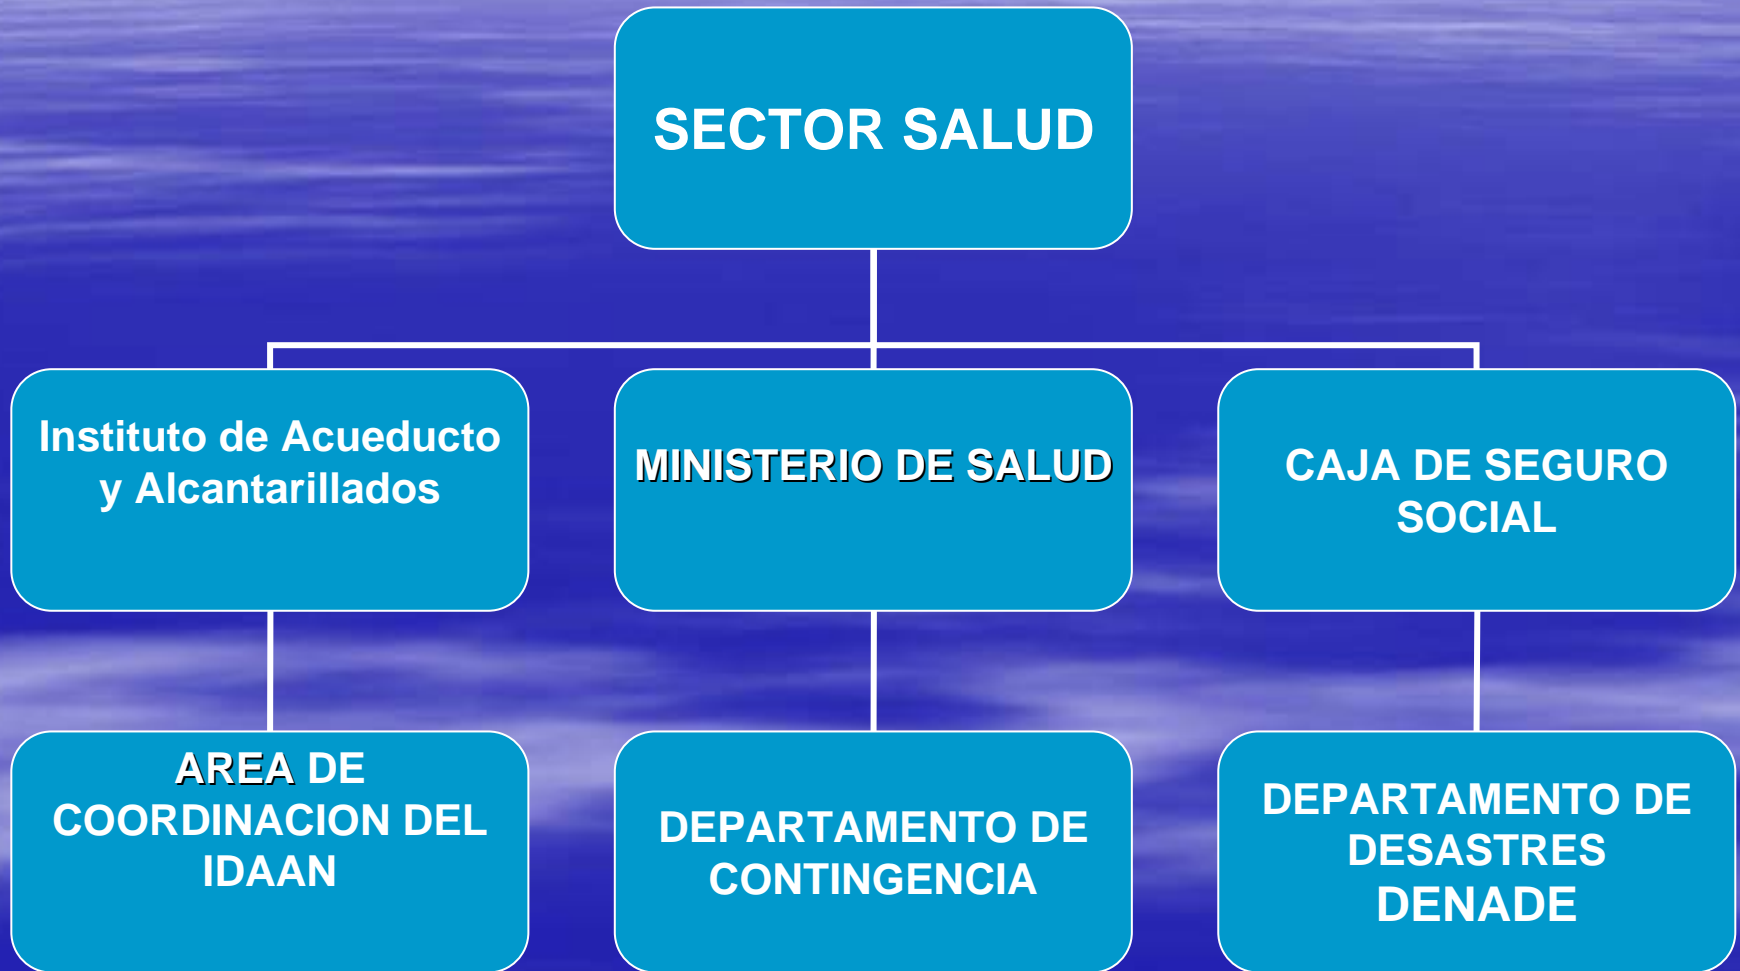 SECTOR SALUD
Instituto de Acueducto
y Alcantarillados
MINISTERIO DE SALUD
CAJA DE SEGURO
SOCIAL
AREA DE
COORDINACION DEL
IDAAN
DEPARTAMENTO DE
CONTINGENCIA
DEPARTAMENTO DE
DESASTRES
DENADE